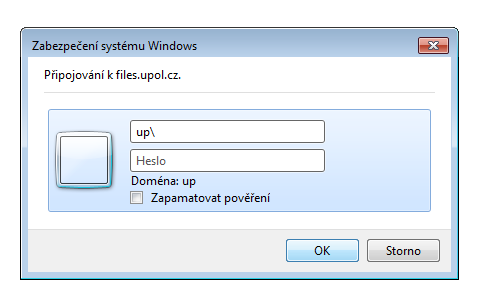 Zabezpečení systému Windows
Připojování k files.upol.cz.
up\
Heslo
Doména: up
Zapamatovat pověření
OK
Storno